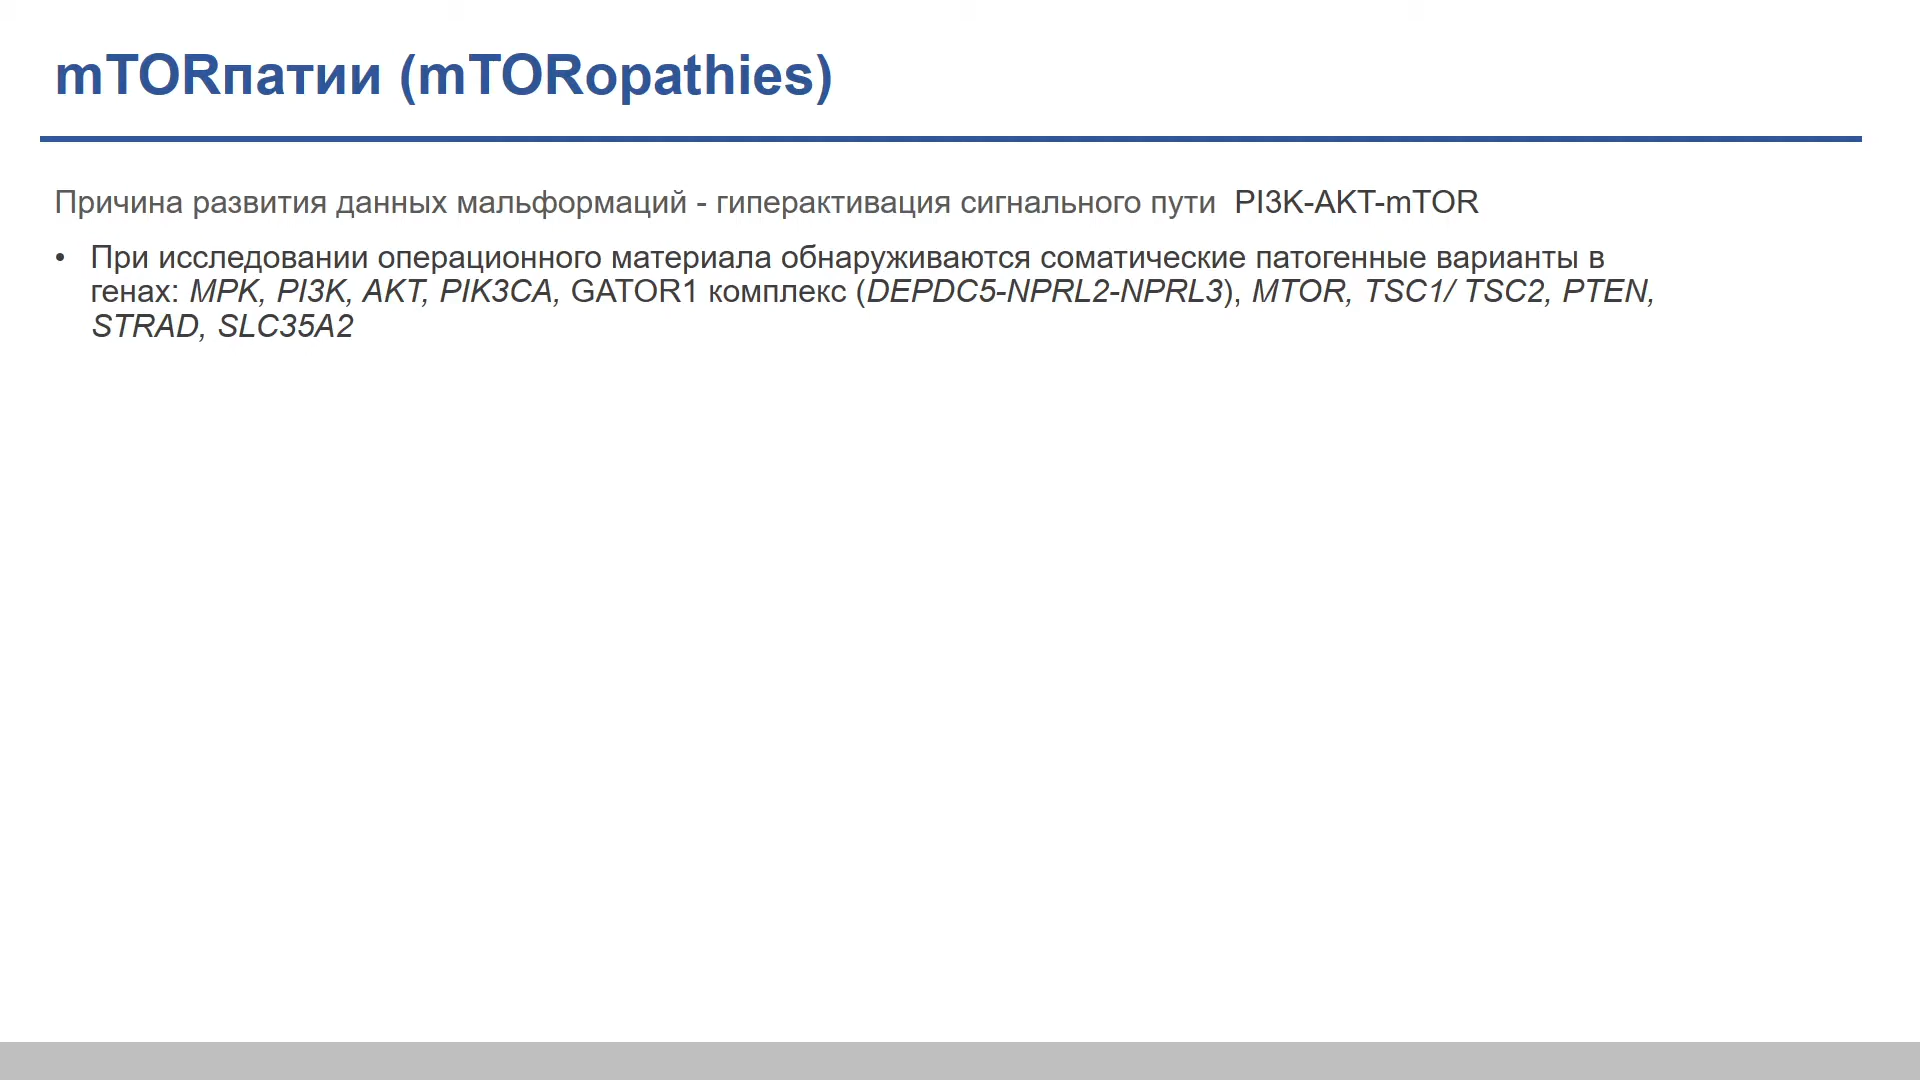 mTORпатии (mTORopathies)
Причина развития данных мальформаций - гиперактивация сигнального пути PI3K-AKT-mTOR
• При исследовании операционного материала обнаруживаются соматические патогенные варианты в
генах: MPK, PI3K, AKT, PIK3CA, GATOR1 комплекс (DEPDC5-NPRL2-NPRL3), MTOR, TSC1/ TSC2, PTEN,
STRAD, SLC35A2